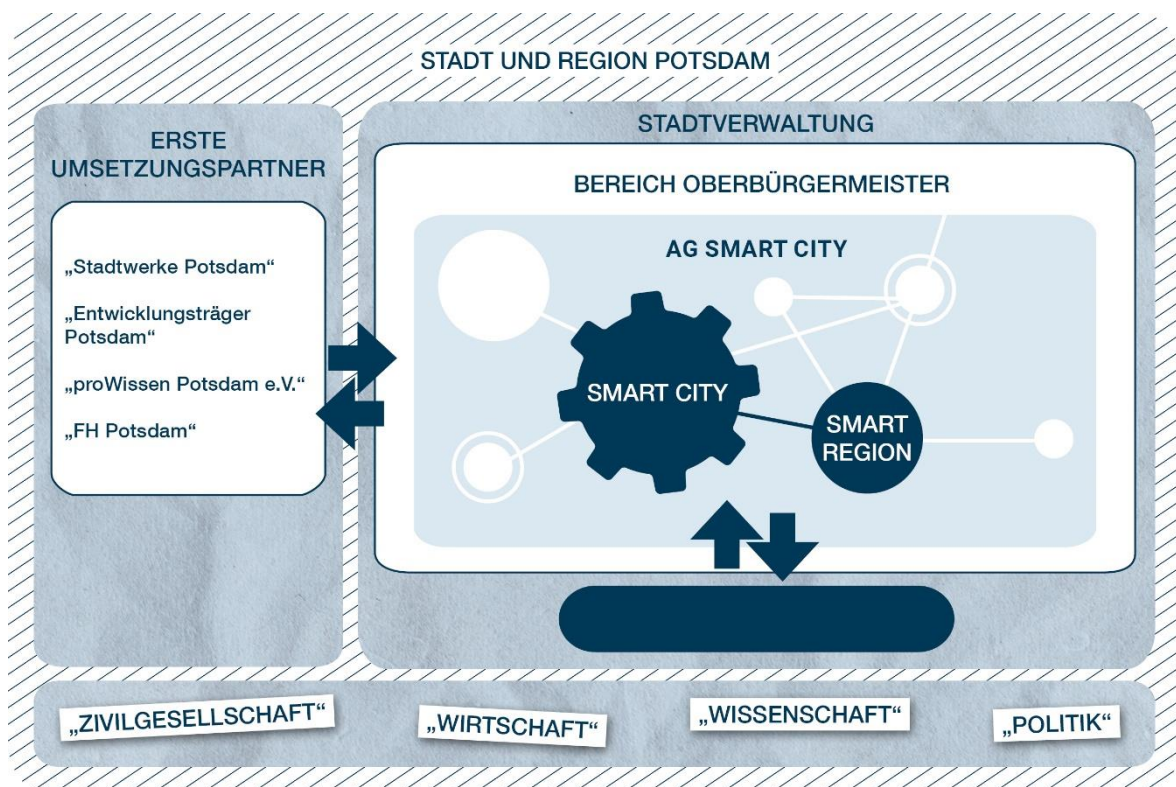 STADT UND REGION POTSDAM
ERSTE
UMSETZUNGSPARTNER
„Stadtwerke Potsdam“
„Entwicklungsträger
Potsdam“
„proWissen Potsdam e.V.“
„FH Potsdam“
STADTVERWALTUNG
BEREICH OBERBÜRGERMEISTER
AG SMART CITY
SMART CITY
SMART
REGION
„ZIVILGESELLSCHAFT“
„WIRTSCHAFT“
„WISSENSCHAFT“
„POLITIK“